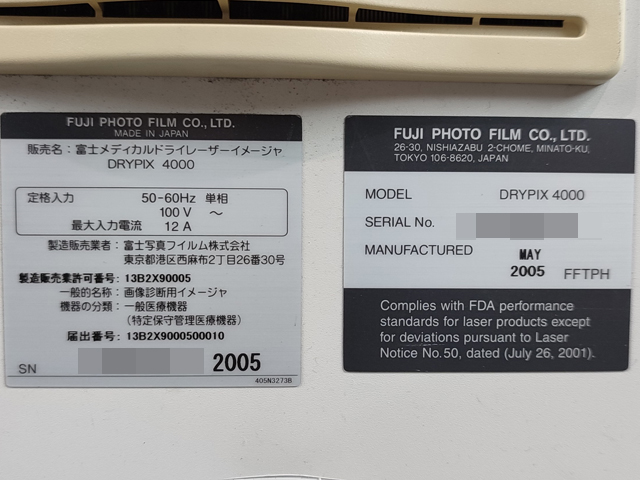 FUJI PHOTO FILM CO., LTD.
MADE IN JAPAN
販売名：富士メディカルドライレーザーイメージャ
DRYPIX 4000
定格入力 50-60Hz 単相
100 V ～
最大入力電流 12 A
製造販売業者：富士写真フイルム株式会社
東京都港区西麻布2丁目26番30号
製造販売業許可番号: 13B2X90005
一般的名称：画像診断用イメージャ
機器の分類：一般医療機器
（特定保守管理医療機器）
届出番号: 13B2X9000500010
SN 2005
405N3273B
FUJI PHOTO FILM CO., LTD.
26-30, NISHIAZABU 2-CHOME, MINATO-KU,
TOKYO 106-8620, JAPAN
MODEL DRYPIX 4000
SERIAL No.
MANUFACTURED MAY
2005 FFTPH
Complies with FDA performance
standards for laser products except
for deviations pursuant to Laser
Notice No.50, dated (July 26, 2001).